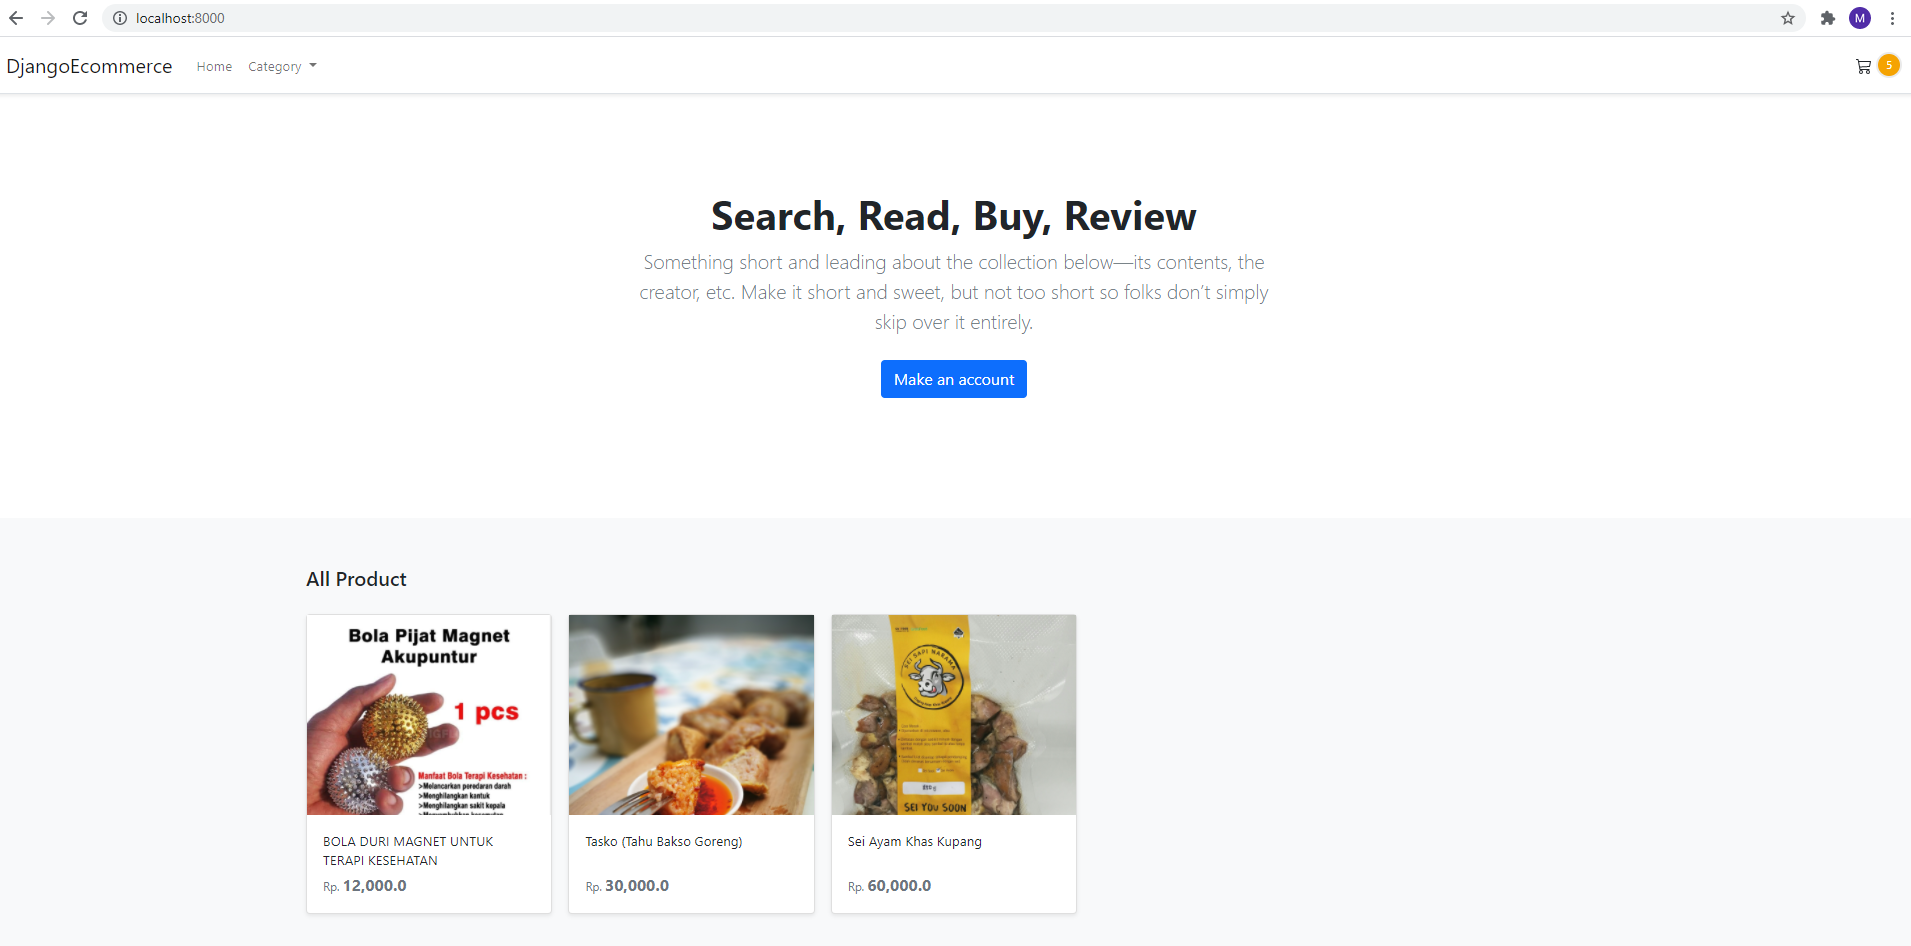 localhost:8000
M
DjangoEcommerce
Home
Category
5
Search, Read, Buy, Review
Something short and leading about the collection below—its contents, the
creator, etc. Make it short and sweet, but not too short so folks don’t simply
skip over it entirely.
Make an account
All Product
Bola Pijat Magnet
Akupuntur
1 pcs
Manfaat Bola Terapi Kesehatan :
>Melancarkan peredaran darah
>Menghilangkan kantuk
>Menghilangkan sakit kepala
BOLA DURI MAGNET UNTUK
TERAPI KESEHATAN
Rp. 12,000.0
Tasko (Tahu Bakso Goreng)
Rp. 30,000.0
SEI SAPI NARAMA
SEI YOU SOON
Sei Ayam Khas Kupang
Rp. 60,000.0